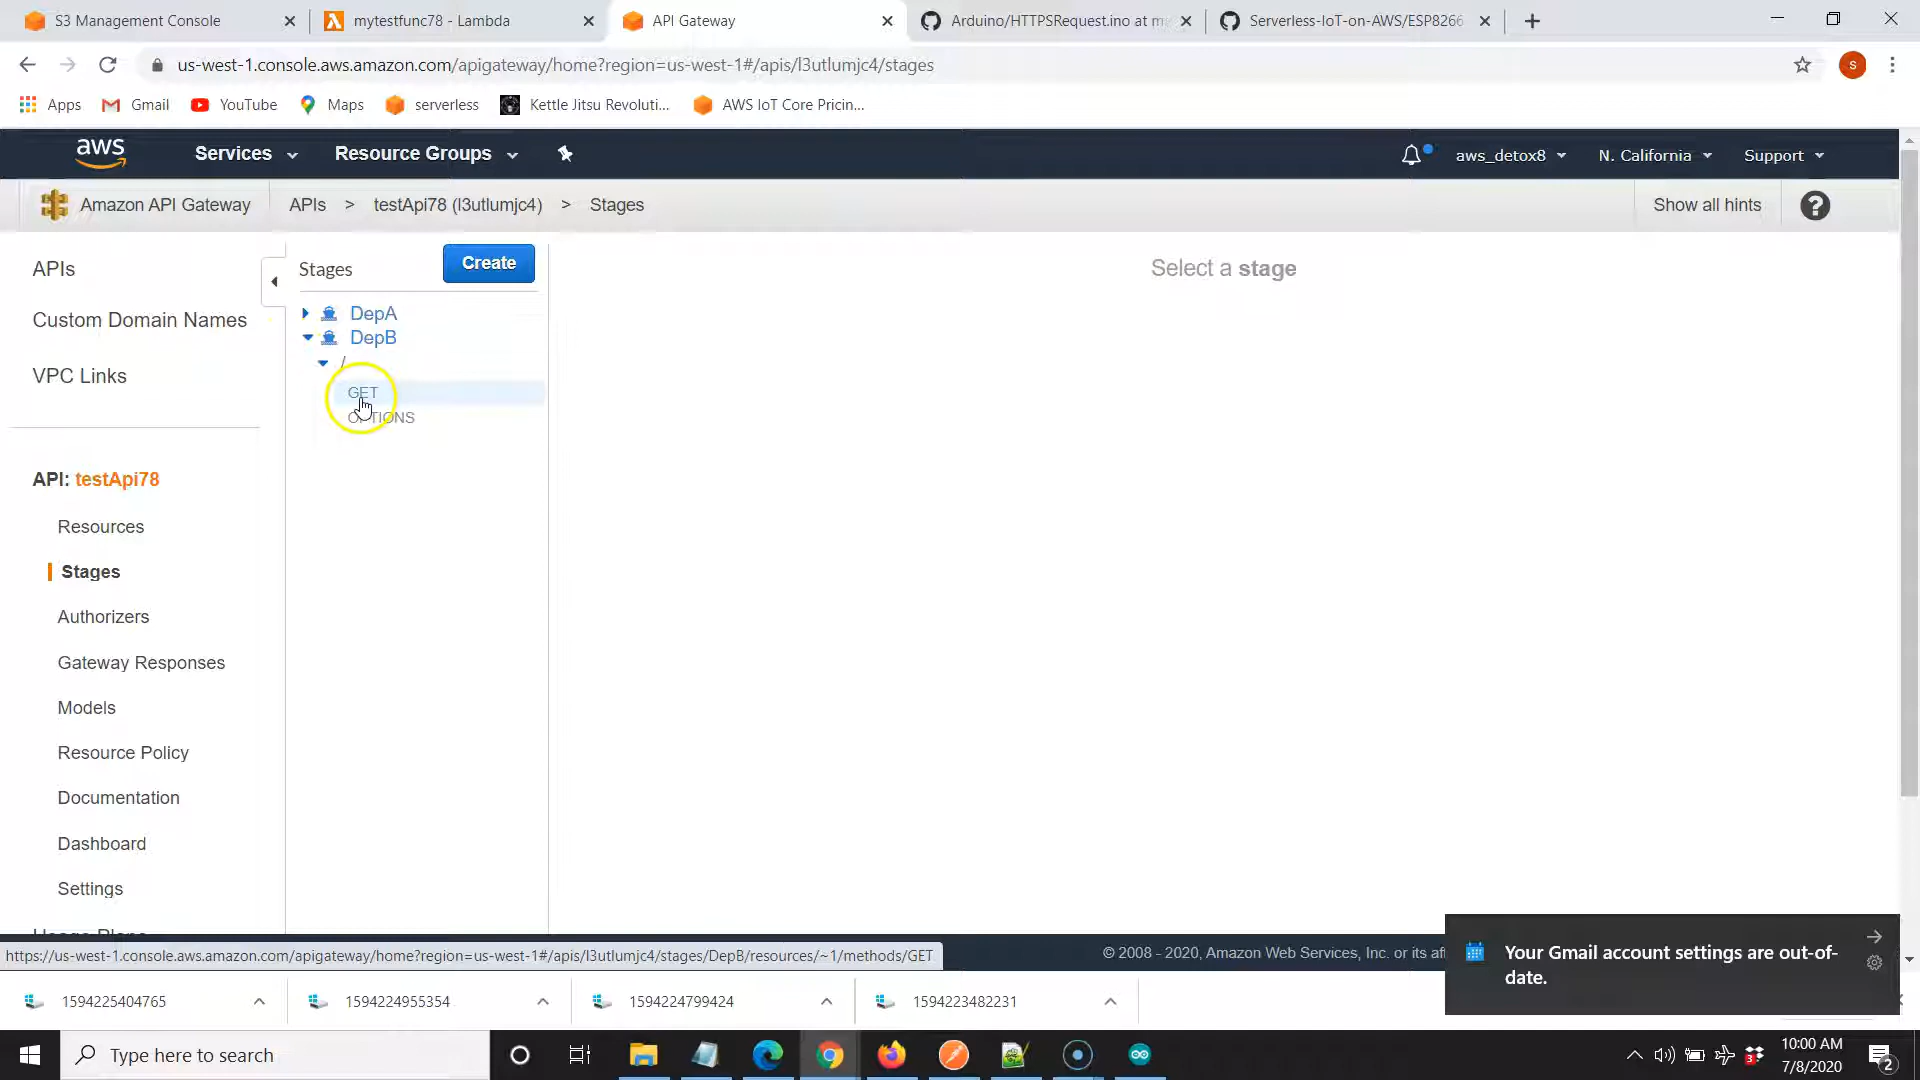 S3 Management Console
mytestfunc78 - Lambda
API Gateway
Arduino/HTTPSRequest.ino at m
Serverless-IoT-on-AWS/ESP8266
us-west-1.console.aws.amazon.com/apigateway/home?region=us-west-1#/apis/l3utlumjc4/stages
s
Apps
Gmail
YouTube
Maps
serverless
Kettle Jitsu Revoluti...
AWS IoT Core Pricin...
aws
Services
Resource Groups
aws_detox8
N. California
Support
Amazon API Gateway
APIs > testApi78 (l3utlumjc4) > Stages
Show all hints
?
APIs
Custom Domain Names
VPC Links
API: testApi78
Resources
Stages
Authorizers
Gateway Responses
Models
Resource Policy
Documentation
Dashboard
Settings
Stages
Create
DepA
DepB
/
GET
OPTIONS
Select a stage
https://us-west-1.console.aws.amazon.com/apigateway/home?region=us-west-1#/apis/l3utlumjc4/stages/DepB/resources/~1/methods/GET
© 2008 - 2020, Amazon Web Services, Inc. or its aff
Your Gmail account settings are out-of-
date.
1594225404765
1594224955354
1594224799424
1594223482231
Type here to search
3
10:00 AM
7/8/2020
2